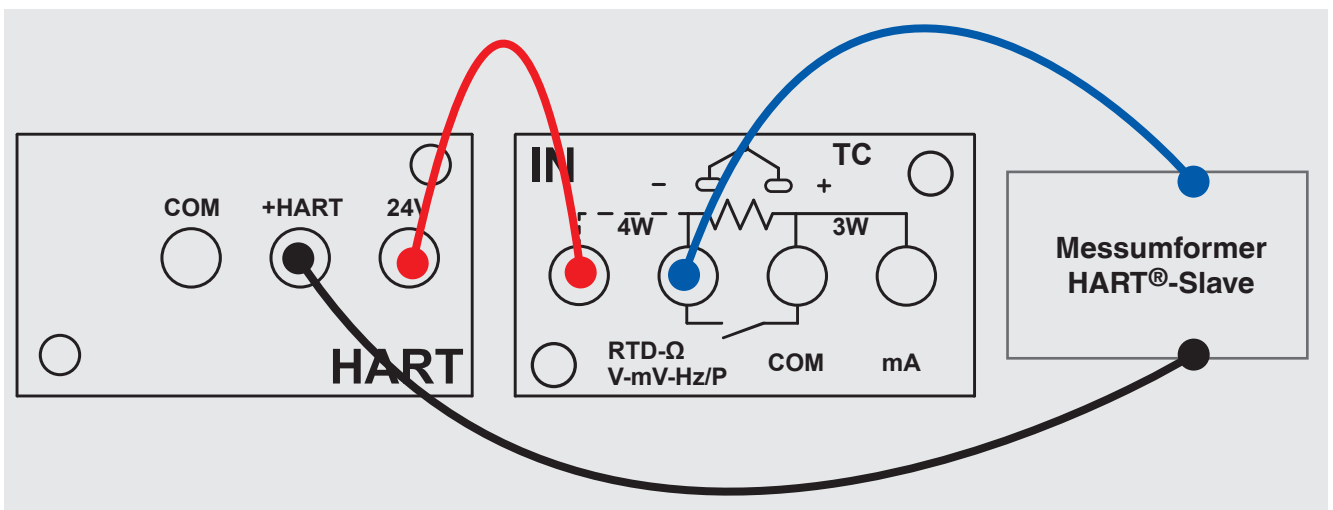 COM
+HART
24V
HART
IN
TC
−
+
4W
3W
RTD-Ω
V-mV-Hz/P
COM
mA
Messumformer
HART®-Slave